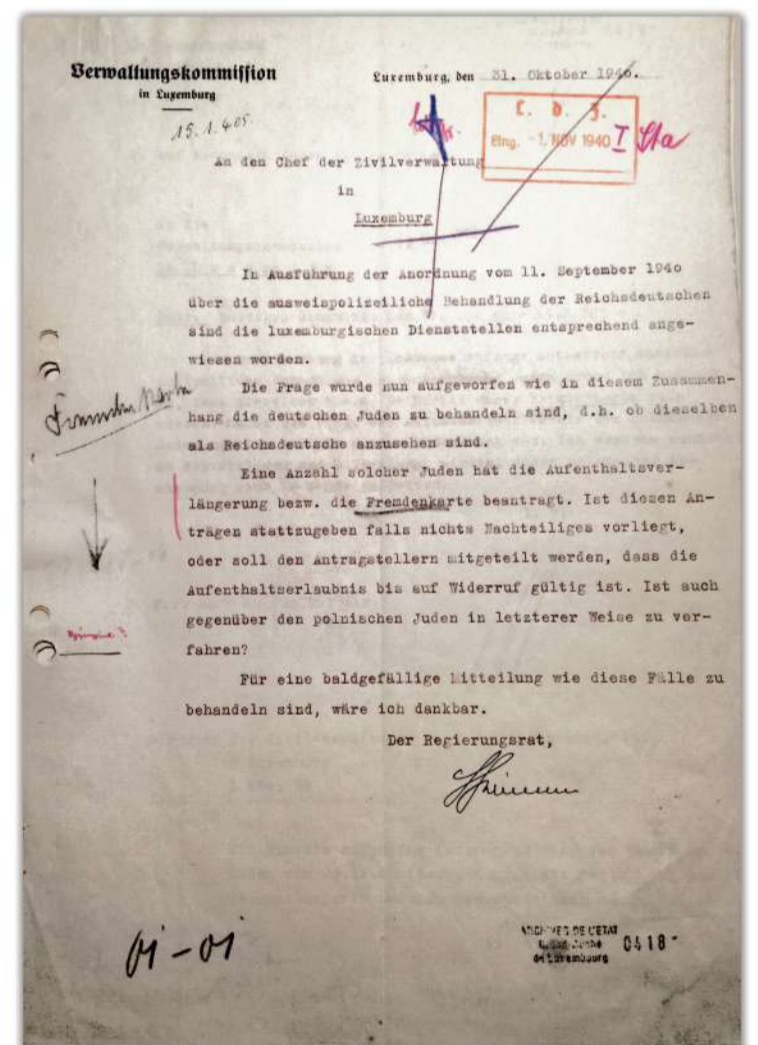 Verwaltungskommission
in Luxemburg
Luxemburg, den 31. Oktober 1940.
15.1.405
C. d. Z.
Eing. -1. NOV 1940 I Sta
An den Chef der Zivilverwaltung
in
Luxemburg
In Ausführung der Anordnung vom 11. September 1940
über die ausweispolizeiliche Behandlung der Reichsdeutschen
sind die luxemburgischen Dienststellen entsprechend ange-
wiesen worden.
Die Frage wurde nun aufgeworfen wie in diesem Zusammen-
hang die deutschen Juden zu behandeln sind, d.h. ob dieselben
als Reichsdeutsche anzusehen sind.
Eine Anzahl solcher Juden hat die Aufenthaltsver-
längerung bezw. die Fremdenkarte beantragt. Ist diesen An-
trägen stattzugeben falls nichts Nachteiliges vorliegt,
oder soll den Antragstellern mitgeteilt werden, dass die
Aufenthaltserlaubnis bis auf Widerruf gültig ist. Ist auch
gegenüber den polnischen Juden in letzterer Weise zu ver-
fahren?
Für eine baldgefällige Mitteilung wie diese Fälle zu
behandeln sind, wäre ich dankbar.
Der Regierungsrat,
01-01
ARCHIVES DE L'ETAT
de Luxembourg
0418